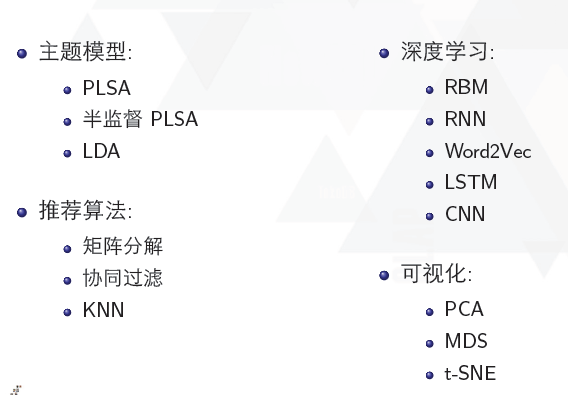 主题模型:
PLSA
半监督 PLSA
LDA
推荐算法:
矩阵分解
协同过滤
KNN
深度学习:
RBM
RNN
Word2Vec
LSTM
CNN
可视化:
PCA
MDS
t-SNE